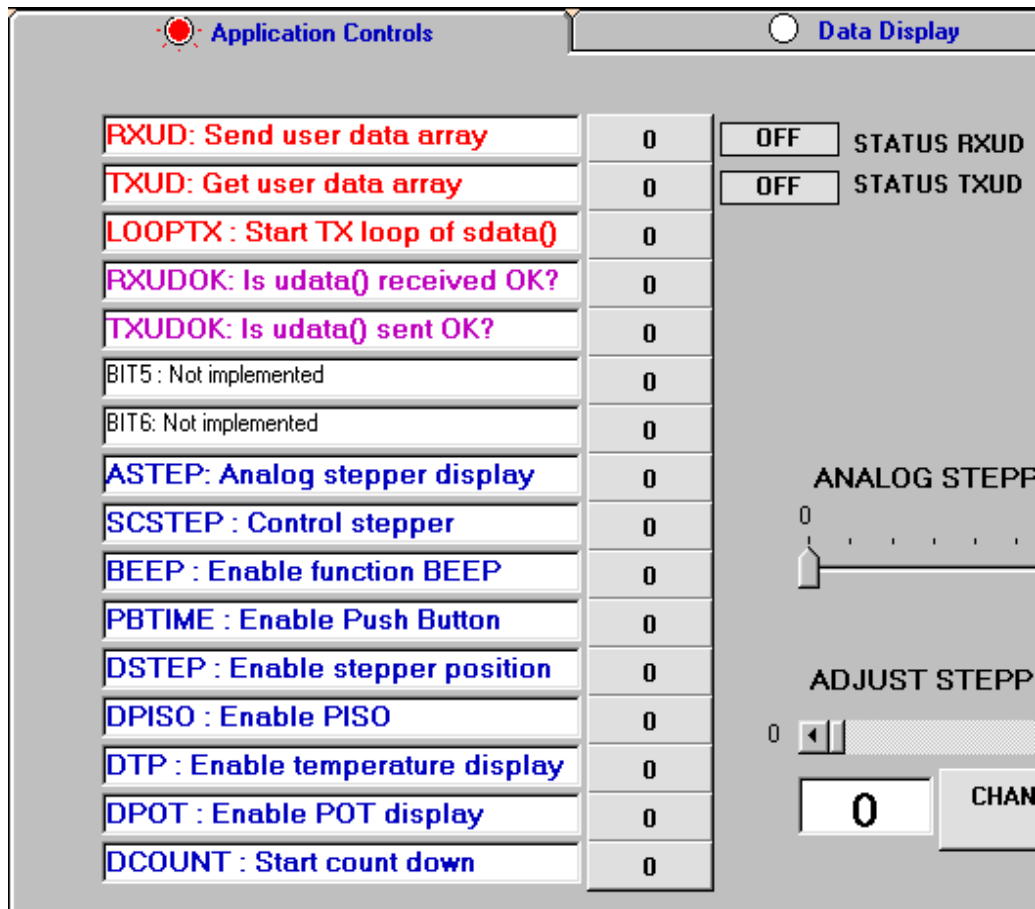 Application Controls
Data Display
RXUD: Send user data array
0
OFF
STATUS RXUD
TXUD: Get user data array
0
OFF
STATUS TXUD
LOOPTX : Start TX loop of sdata()
0
RXUDOK: Is udata() received OK?
0
TXUDOK: Is udata() sent OK?
0
BIT5 : Not implemented
0
BIT6: Not implemented
0
ASTEP: Analog stepper display
0
ANALOG STEPP
SCSTEP : Control stepper
0
0
BEEP : Enable function BEEP
0
PBTIME : Enable Push Button
0
DSTEP : Enable stepper position
0
ADJUST STEPP
DPISO : Enable PISO
0
0
DTP : Enable temperature display
0
DPOT : Enable POT display
0
0
CHAN
DCOUNT : Start count down
0